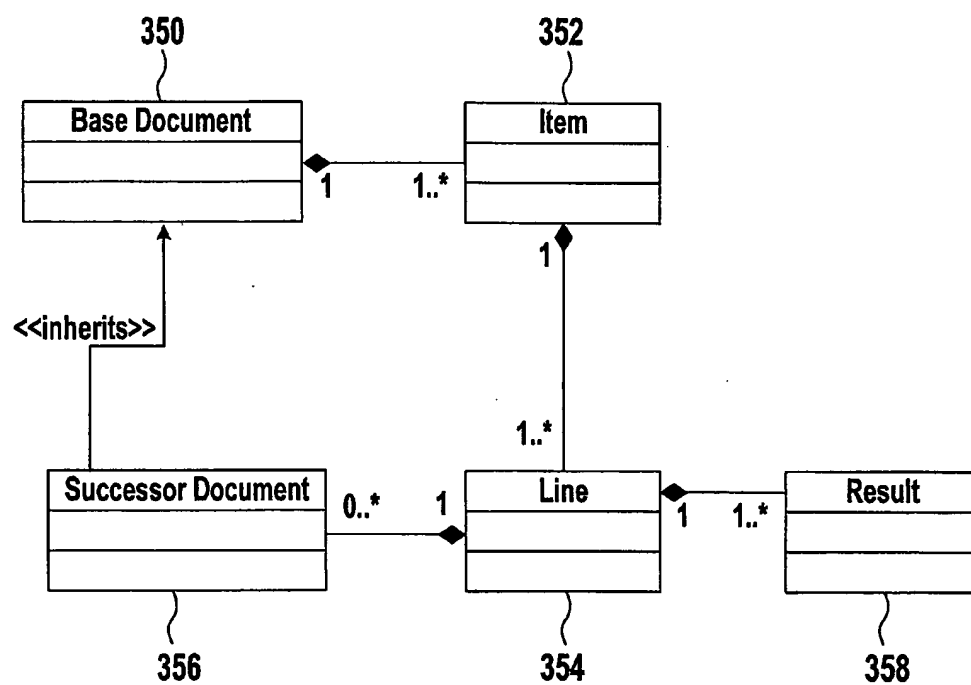 350
352
Base Document
Item
1
1..*
1
<<inherits>>
1..*
Successor Document
0..*
1
Line
1
1..*
Result
356
354
358